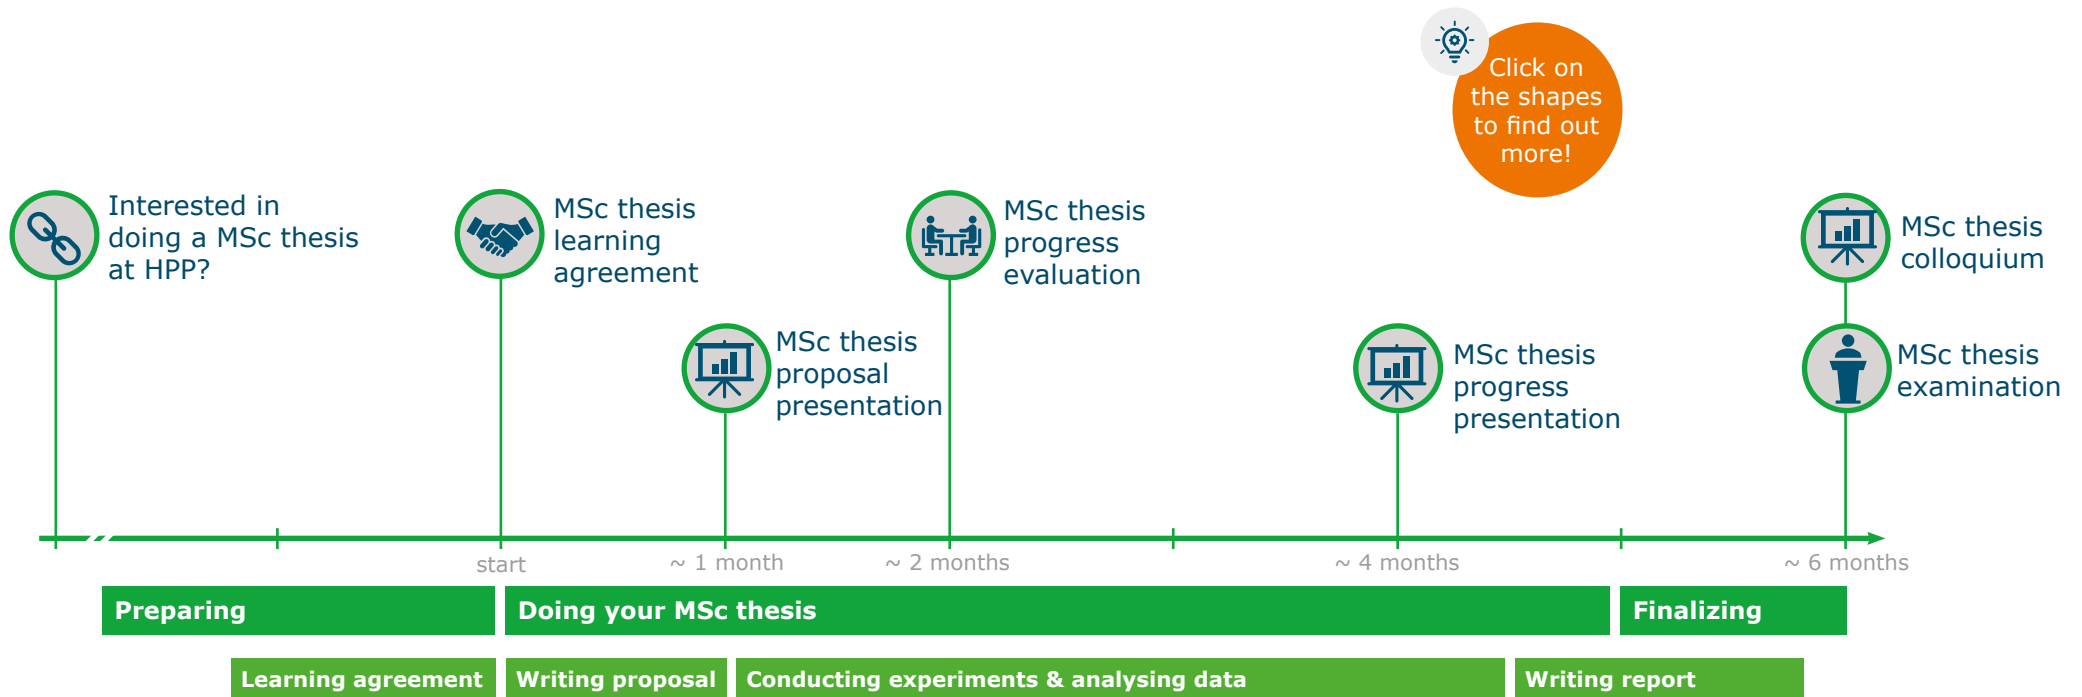 Click on
the shapes
to find out
more!
Interested in
doing a MSc thesis
at HPP?
MSc thesis
learning
agreement
MSc thesis
proposal
presentation
MSc thesis
progress
evaluation
MSc thesis
progress
presentation
MSc thesis
colloquium
MSc thesis
examination
start
~ 1 month
~ 2 months
~ 4 months
~ 6 months
Preparing
Doing your MSc thesis
Finalizing
Learning agreement
Writing proposal
Conducting experiments & analysing data
Writing report